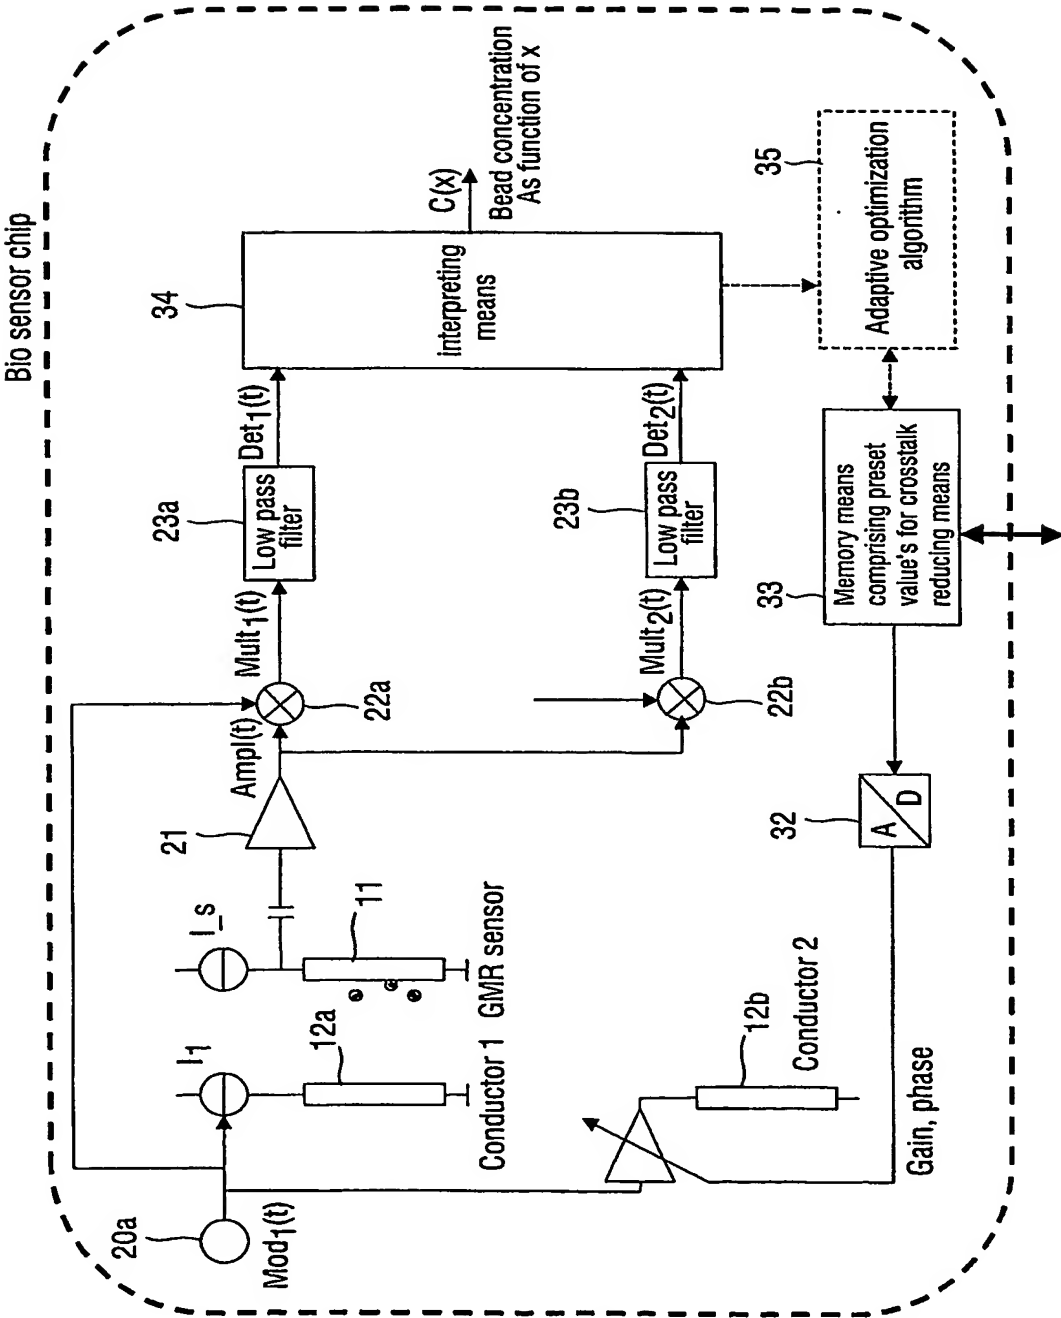 Bio sensor chip
20a
Mod1(t)
I1
Conductor 1
12a
I_s
GMR sensor
11
21
Ampl(t)
22a
Mult1(t)
23a
Low pass
filter
Det1(t)
34
interpreting
means
C(x)
Bead concentration
As function of x
22b
Mult2(t)
23b
Low pass
filter
Det2(t)
12b
Conductor 2
Gain, phase
32
A
D
33
Memory means
comprising preset
value's for crosstalk
reducing means
35
Adaptive optimization
algorithm